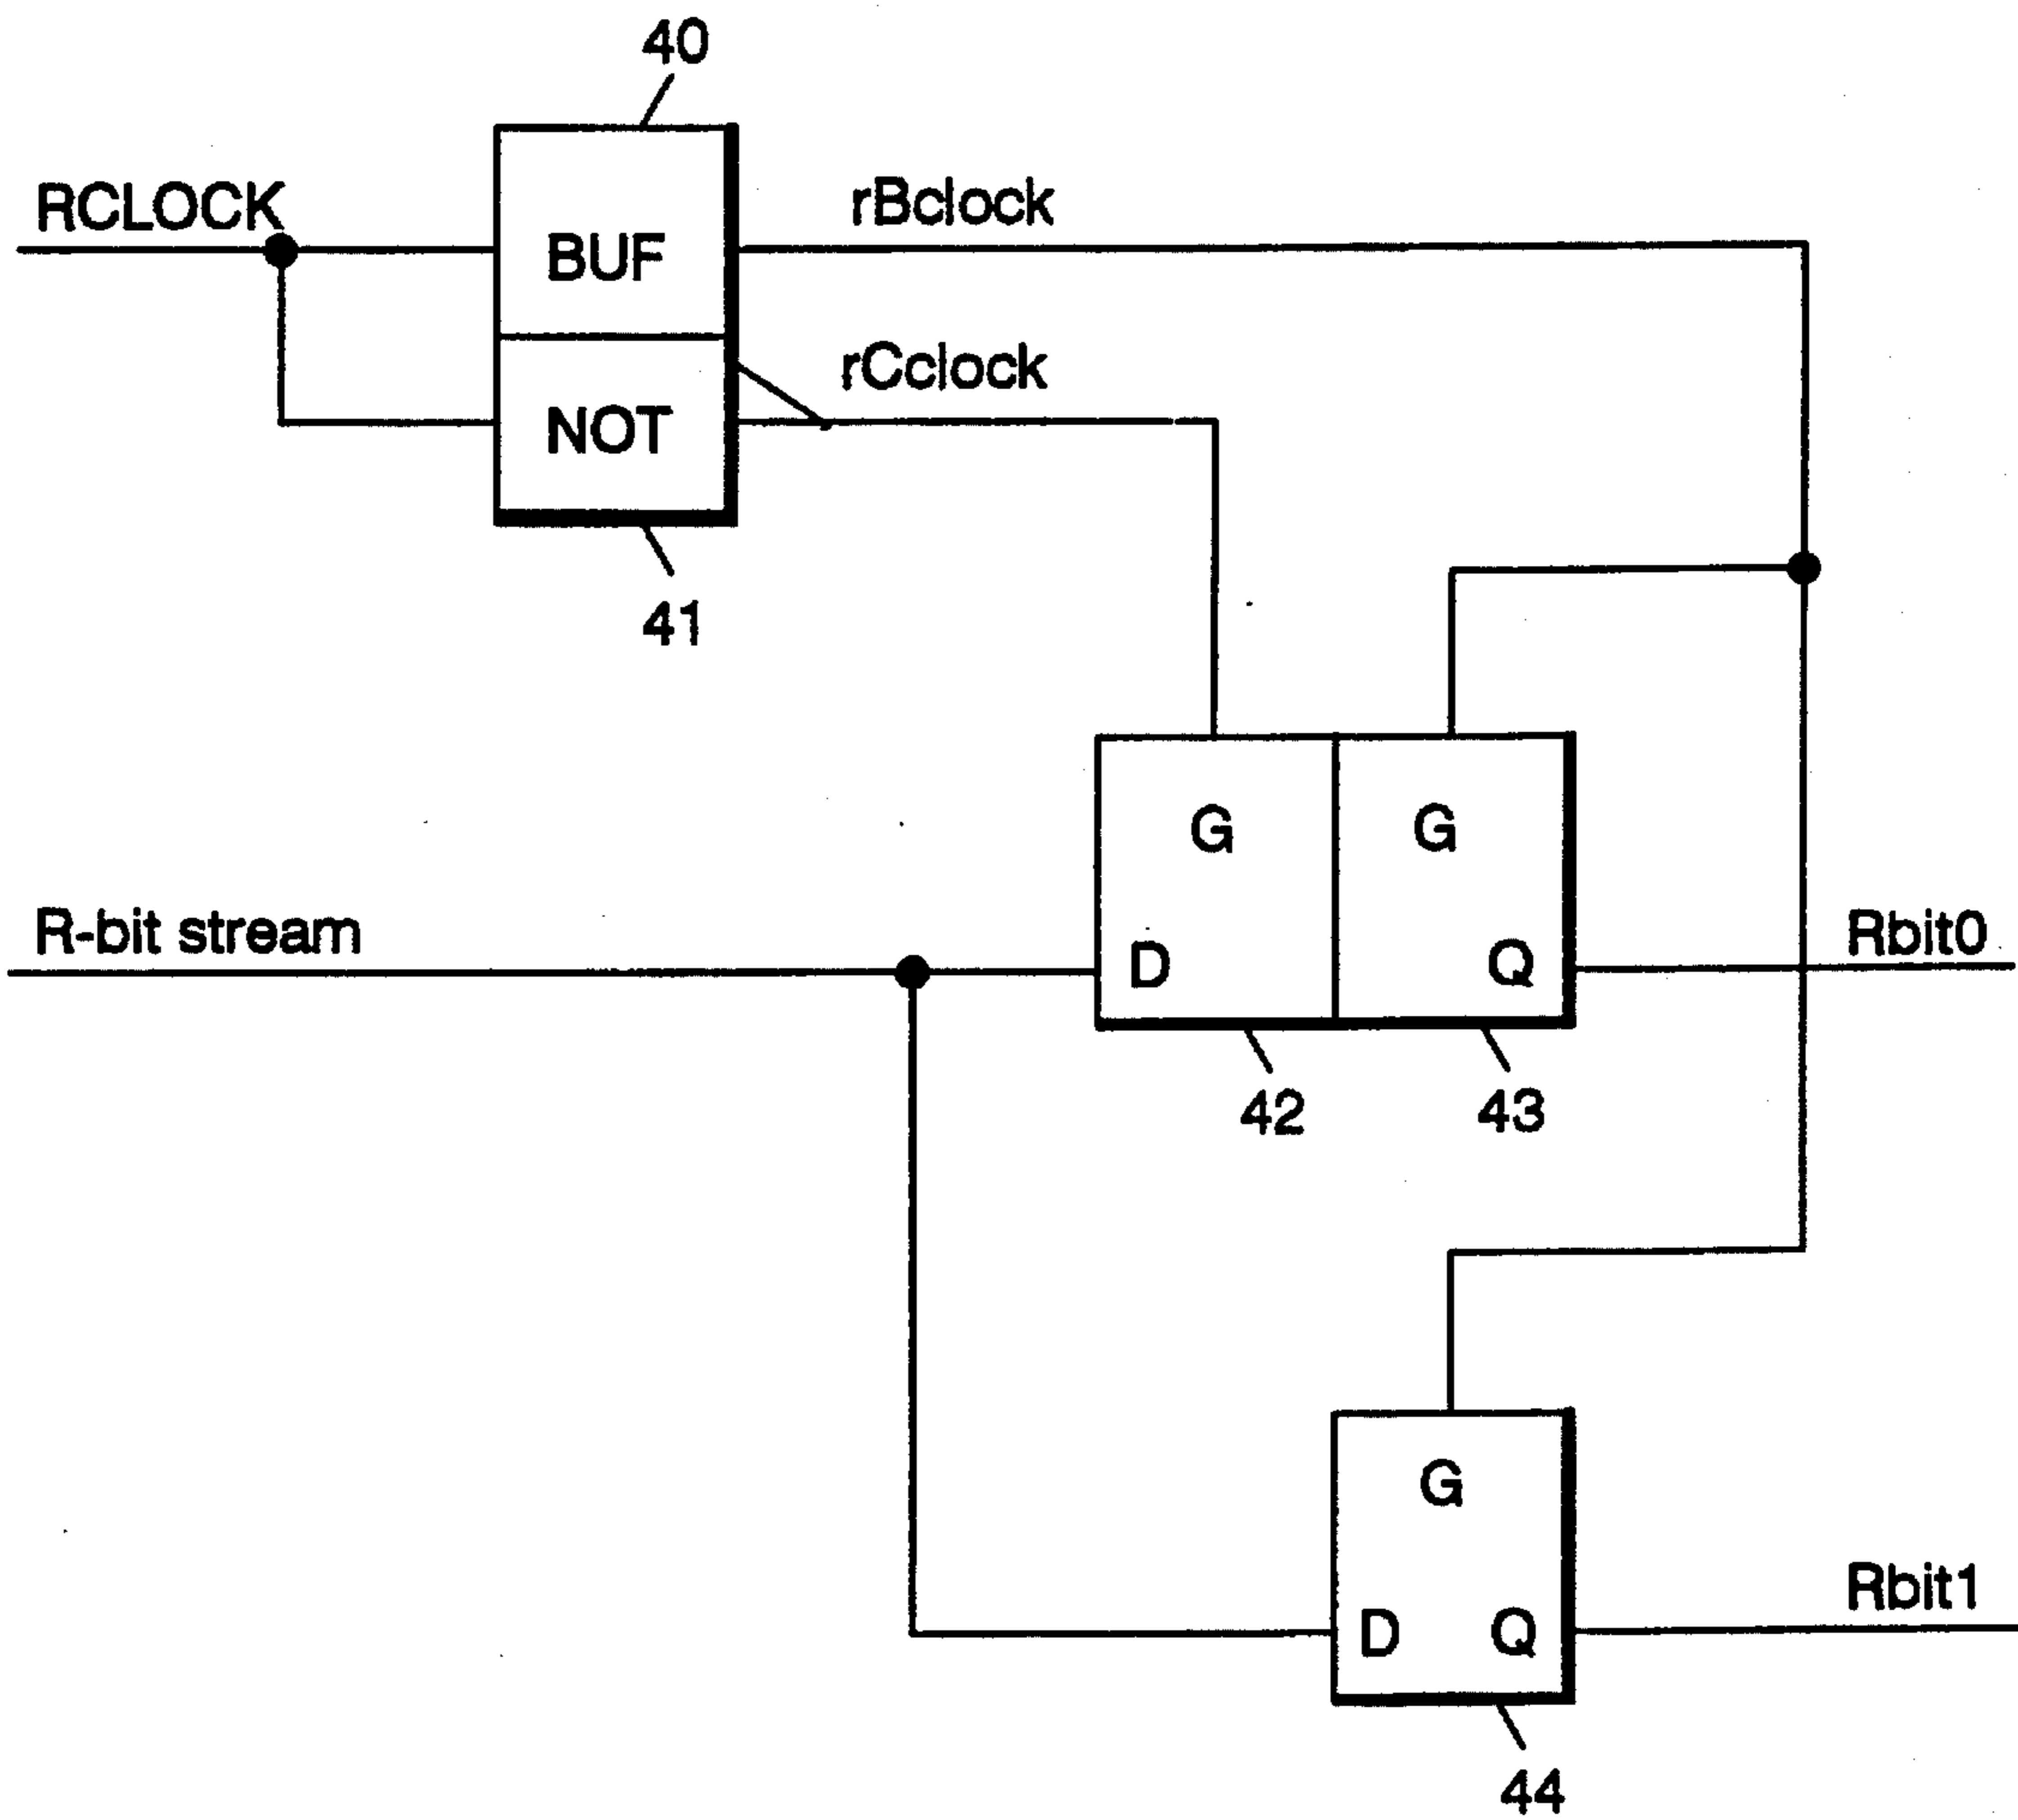 40
RCLOCK
rBclock
BUF
rCclock
NOT
41
G
G
R-bit stream
D
Q
Rbit0
42
43
G
Rbit1
D
Q
44